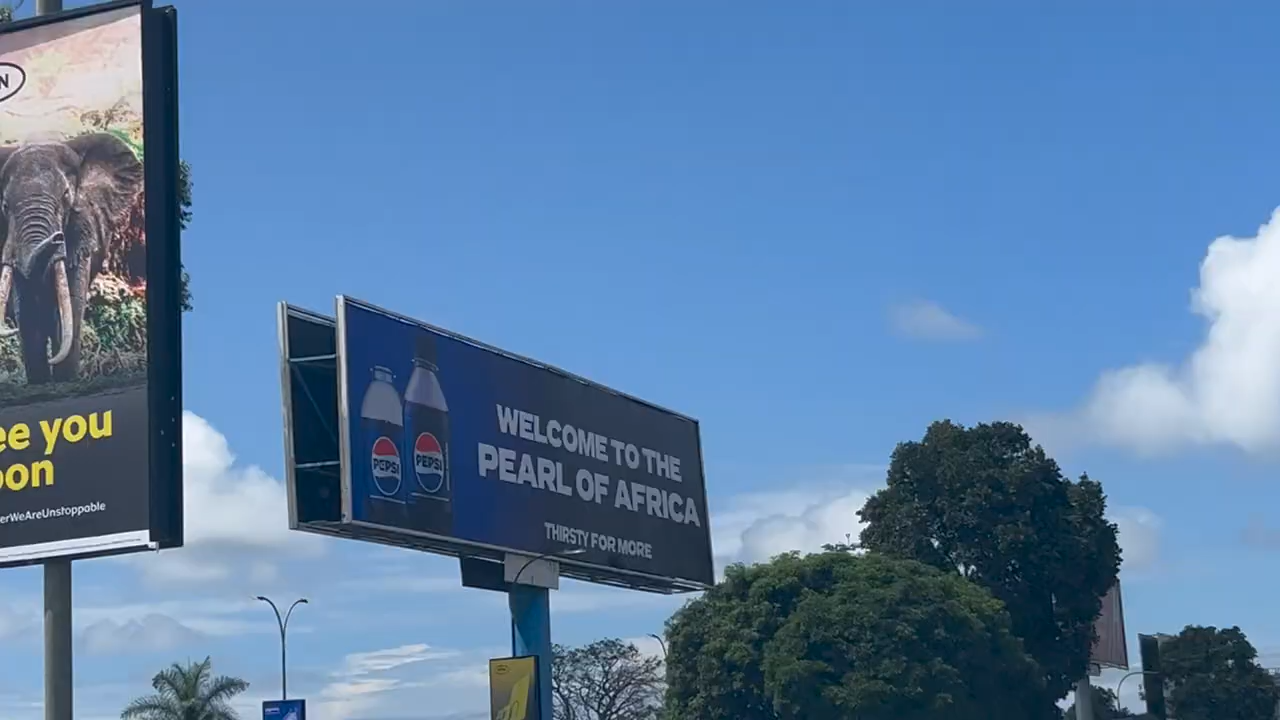 N
ee you
oon
erWeAreUnstoppable
PEPSI
PEPSI
WELCOME TO THE
PEARL OF AFRICA
THIRSTY FOR MORE